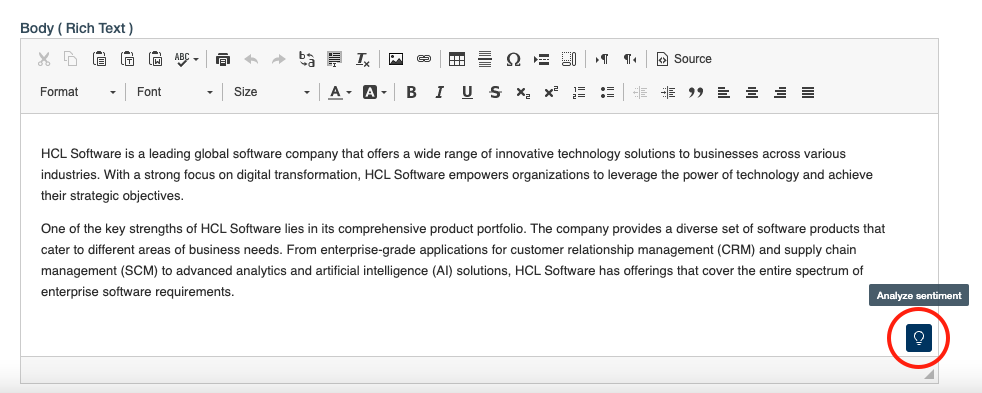 Body ( Rich Text )
ABC
Source
Format Font Size A A B I U S x₂ x²
HCL Software is a leading global software company that offers a wide range of innovative technology solutions to businesses across various
industries. With a strong focus on digital transformation, HCL Software empowers organizations to leverage the power of technology and achieve
their strategic objectives.
One of the key strengths of HCL Software lies in its comprehensive product portfolio. The company provides a diverse set of software products that
cater to different areas of business needs. From enterprise-grade applications for customer relationship management (CRM) and supply chain
management (SCM) to advanced analytics and artificial intelligence (AI) solutions, HCL Software has offerings that cover the entire spectrum of
enterprise software requirements.
Analyze sentiment